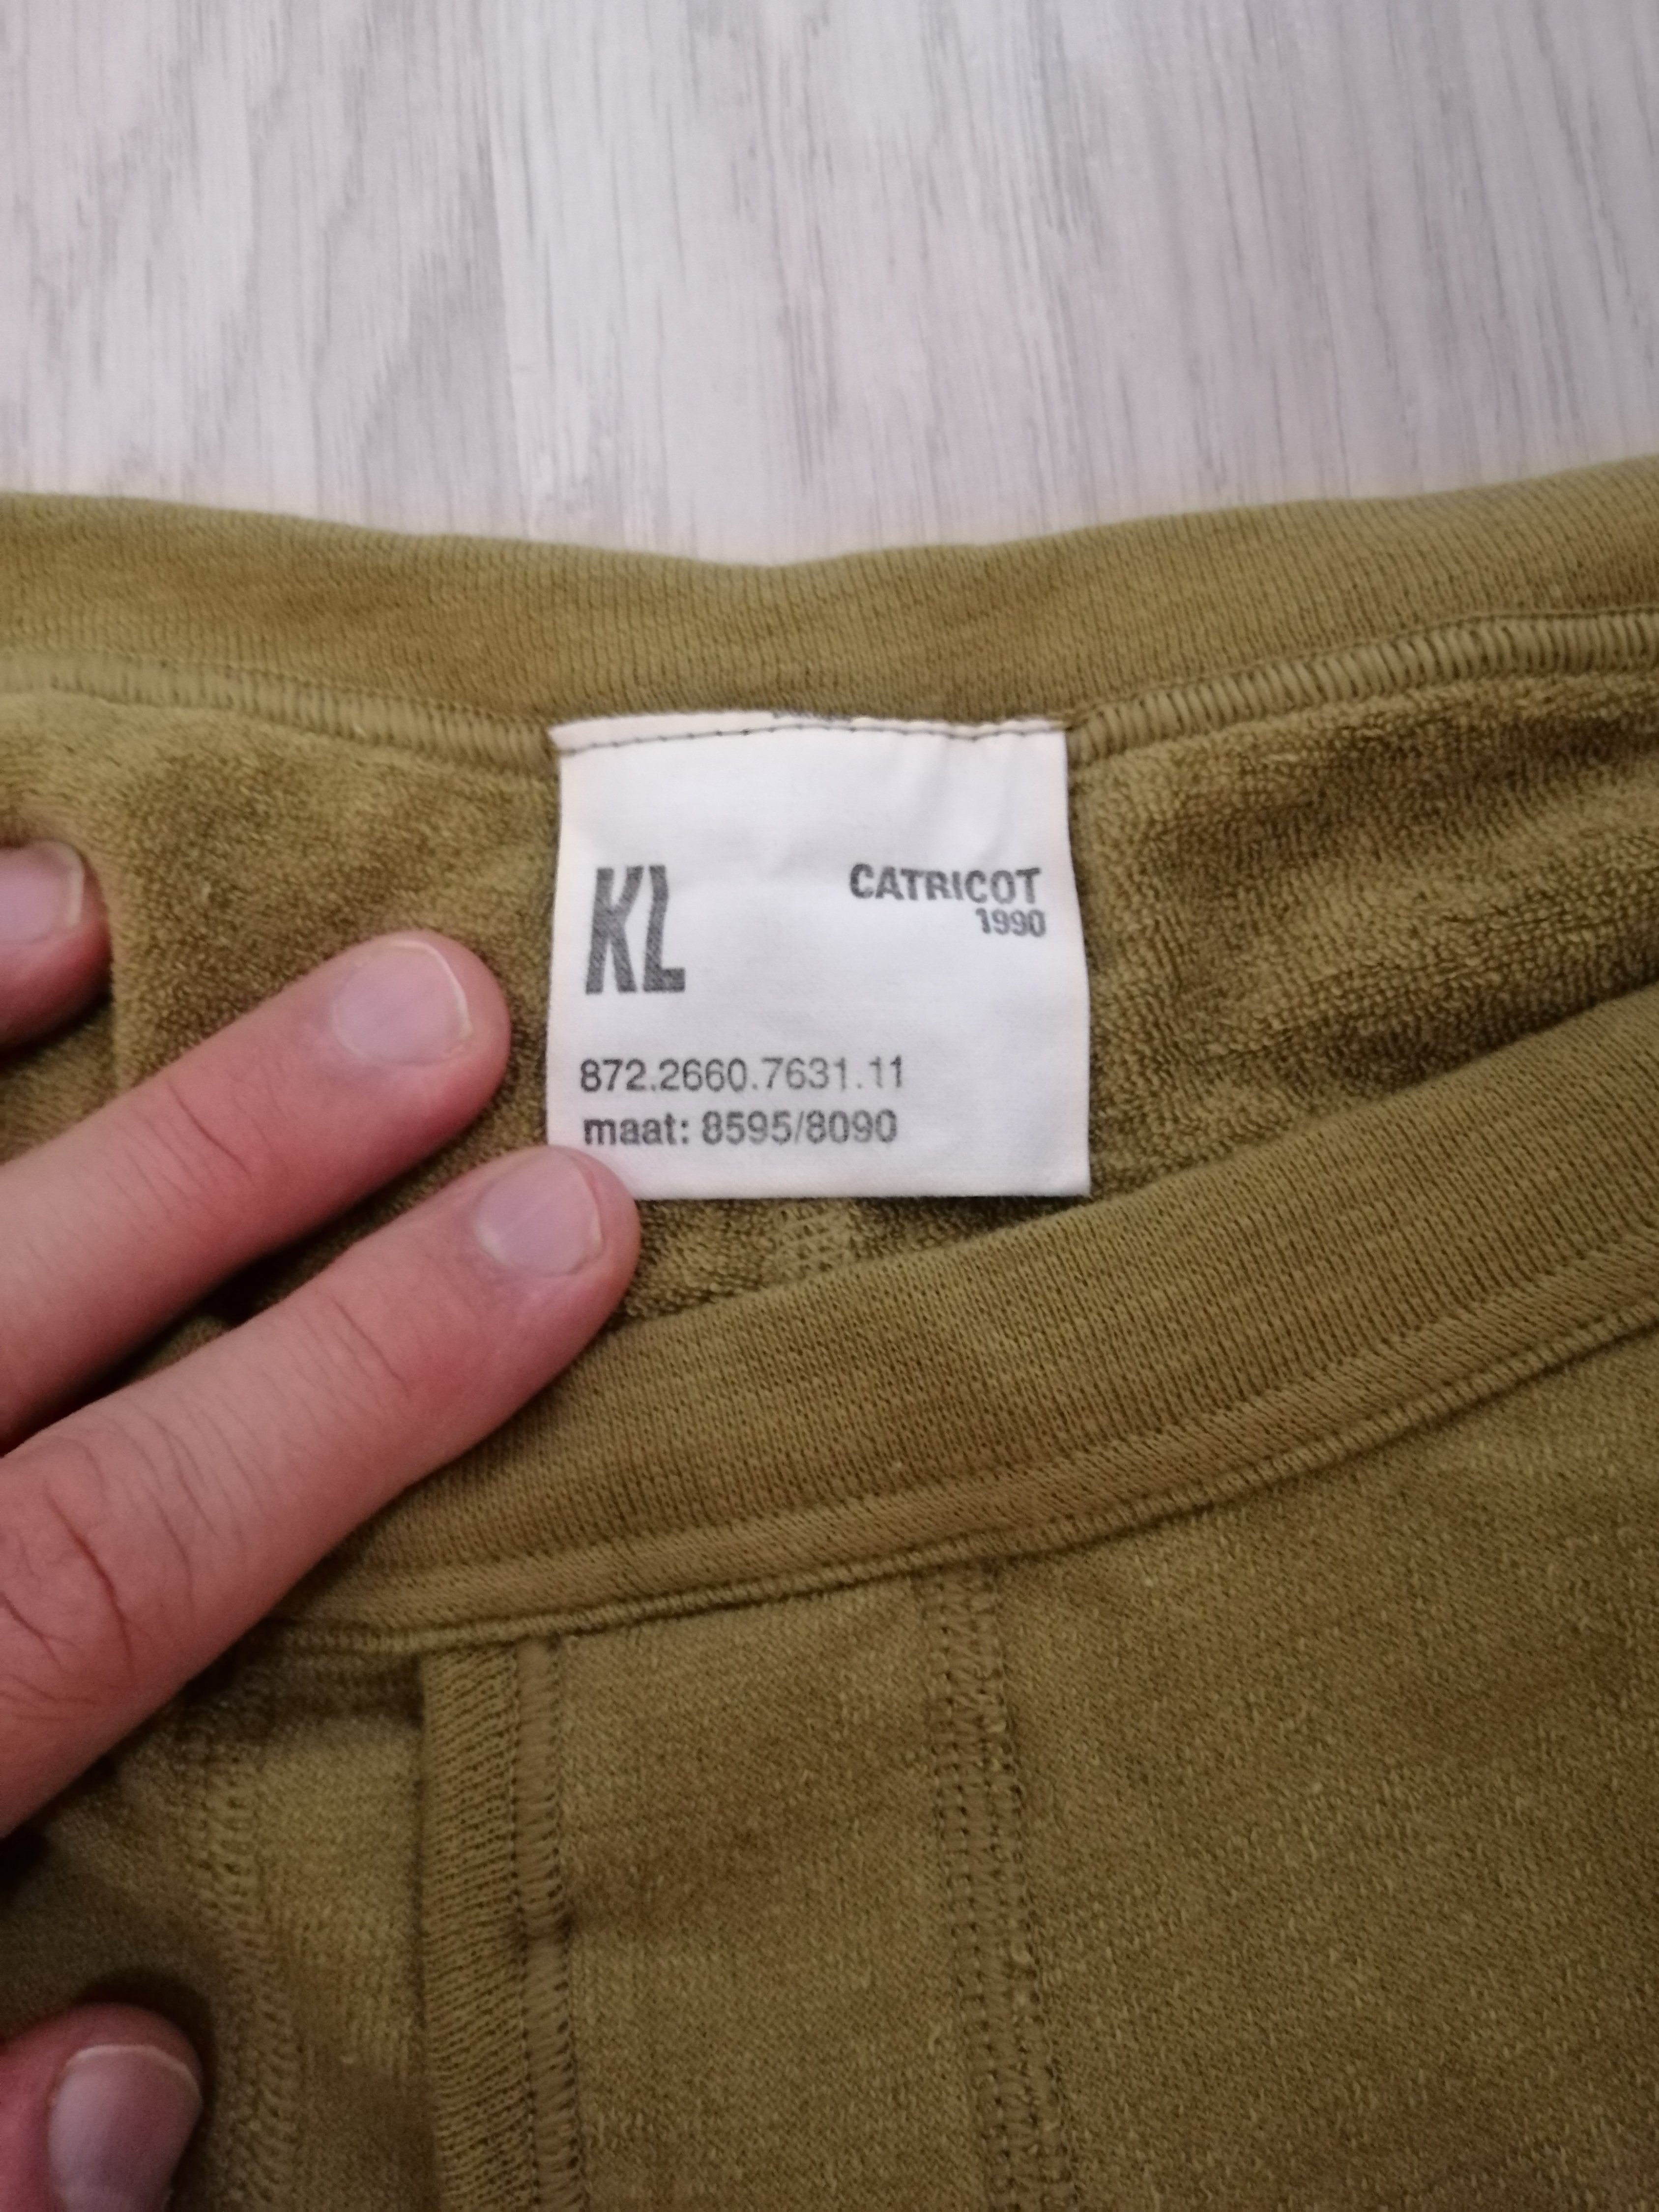 KL
CATRICOT
1990
872.2660.7631.11
maat: 8595/8090